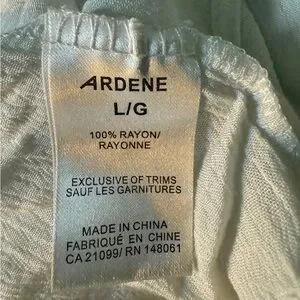 ARDENE
L/G
100% RAYON/
RAYONNE
EXCLUSIVE OF TRIMS
SAUF LES GARNITURES
MADE IN CHINA
FABRIQUÉ EN CHINE
CA 21099/ RN 148061